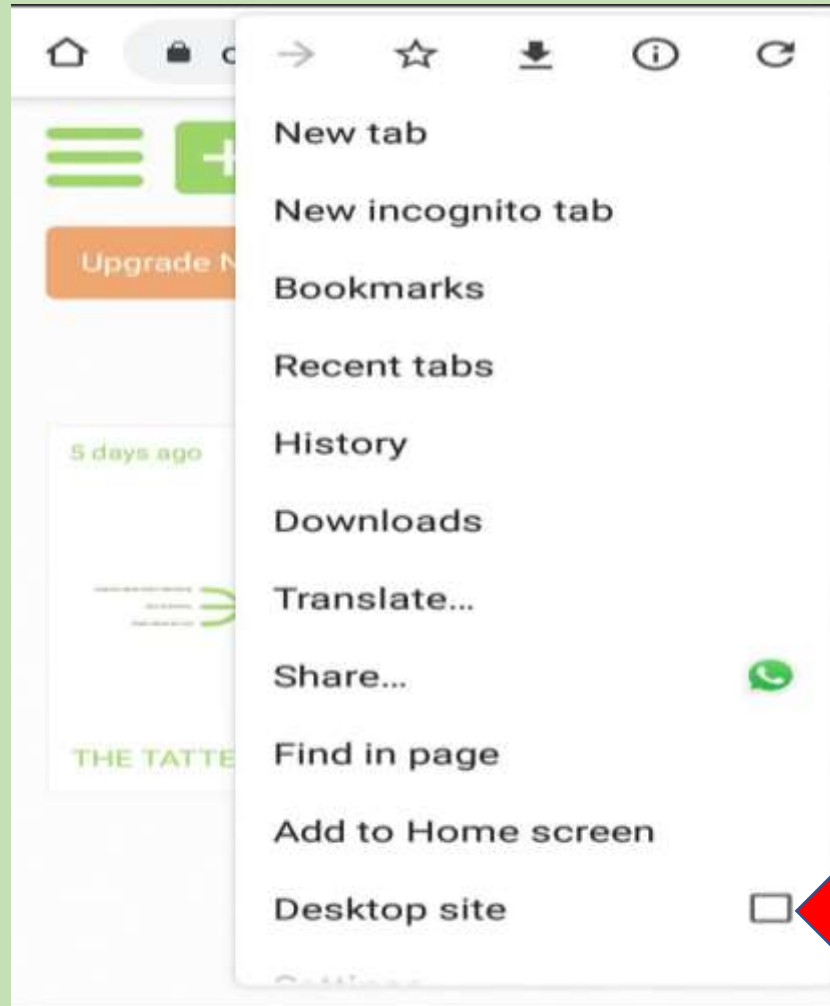 New tab
New incognito tab
Upgrade N
Bookmarks
Recent tabs
5 days ago
History
Downloads
Translate...
Share...
THE TATTE
Find in page
Add to Home screen
Desktop site
Settings